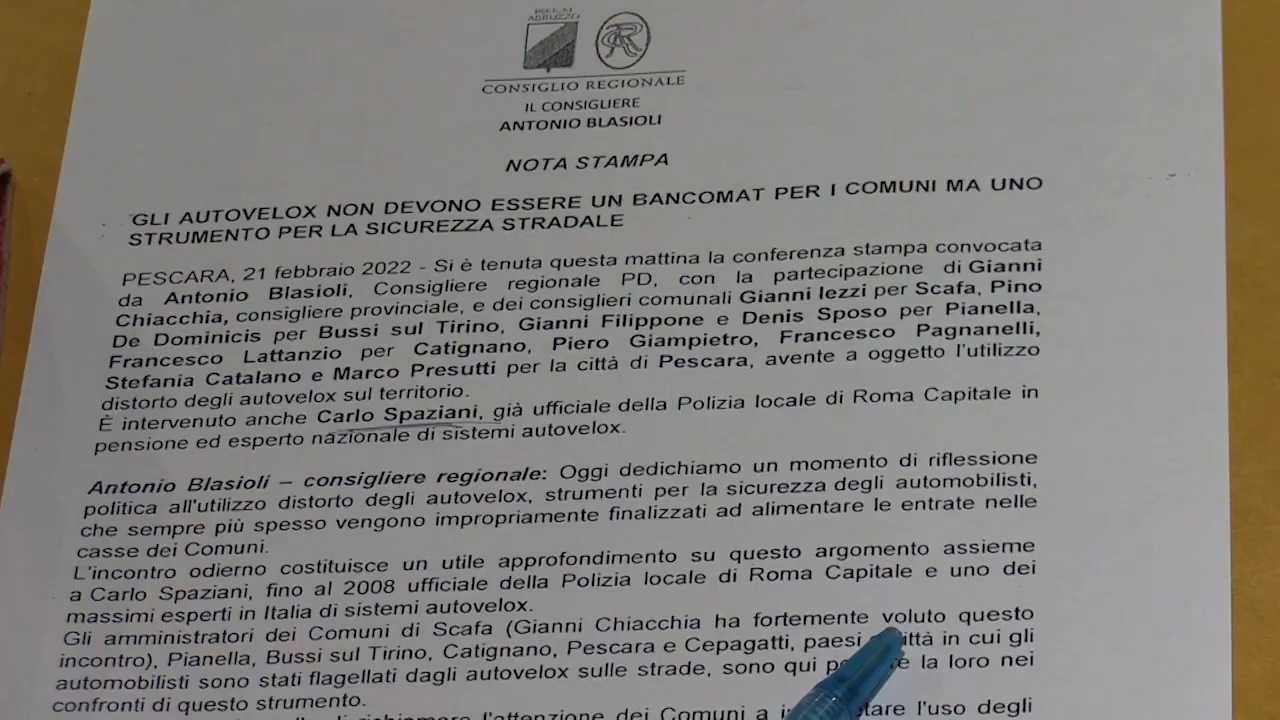 ABRUZZO
CONSIGLIO REGIONALE
IL CONSIGLIERE
ANTONIO BLASIOLI
NOTA STAMPA
GLI AUTOVELOX NON DEVONO ESSERE UN BANCOMAT PER I COMUNI MA UNO
STRUMENTO PER LA SICUREZZA STRADALE
PESCARA, 21 febbraio 2022 - Si è tenuta questa mattina la conferenza stampa convocata
da Antonio Blasioli, Consigliere regionale PD, con la partecipazione di Gianni
Chiacchia, consigliere provinciale, e dei consiglieri comunali Gianni Iezzi per Scafa, Pino
De Dominicis per Bussi sul Tirino, Gianni Filippone e Denis Sposo per Pianella,
Francesco Lattanzio per Catignano, Piero Giampietro, Francesco Pagnanelli,
Stefania Catalano e Marco Presutti per la città di Pescara, avente a oggetto l'utilizzo
distorto degli autovelox sul territorio.
È intervenuto anche Carlo Spaziani, già ufficiale della Polizia locale di Roma Capitale in
pensione ed esperto nazionale di sistemi autovelox.
Antonio Blasioli – consigliere regionale: Oggi dedichiamo un momento di riflessione
politica all'utilizzo distorto degli autovelox, strumenti per la sicurezza degli automobilisti,
che sempre più spesso vengono impropriamente finalizzati ad alimentare le entrate nelle
casse dei Comuni.
L'incontro odierno costituisce un utile approfondimento su questo argomento assieme
a Carlo Spaziani, fino al 2008 ufficiale della Polizia locale di Roma Capitale e uno dei
massimi esperti in Italia di sistemi autovelox.
Gli amministratori dei Comuni di Scafa (Gianni Chiacchia ha fortemente voluto questo
incontro), Pianella, Bussi sul Tirino, Catignano, Pescara e Cepagatti, paesi città in cui gli
automobilisti sono stati flagellati dagli autovelox sulle strade, sono qui la loro nei
confronti di questo strumento.
l'attenzione dei Comuni a l'uso degli